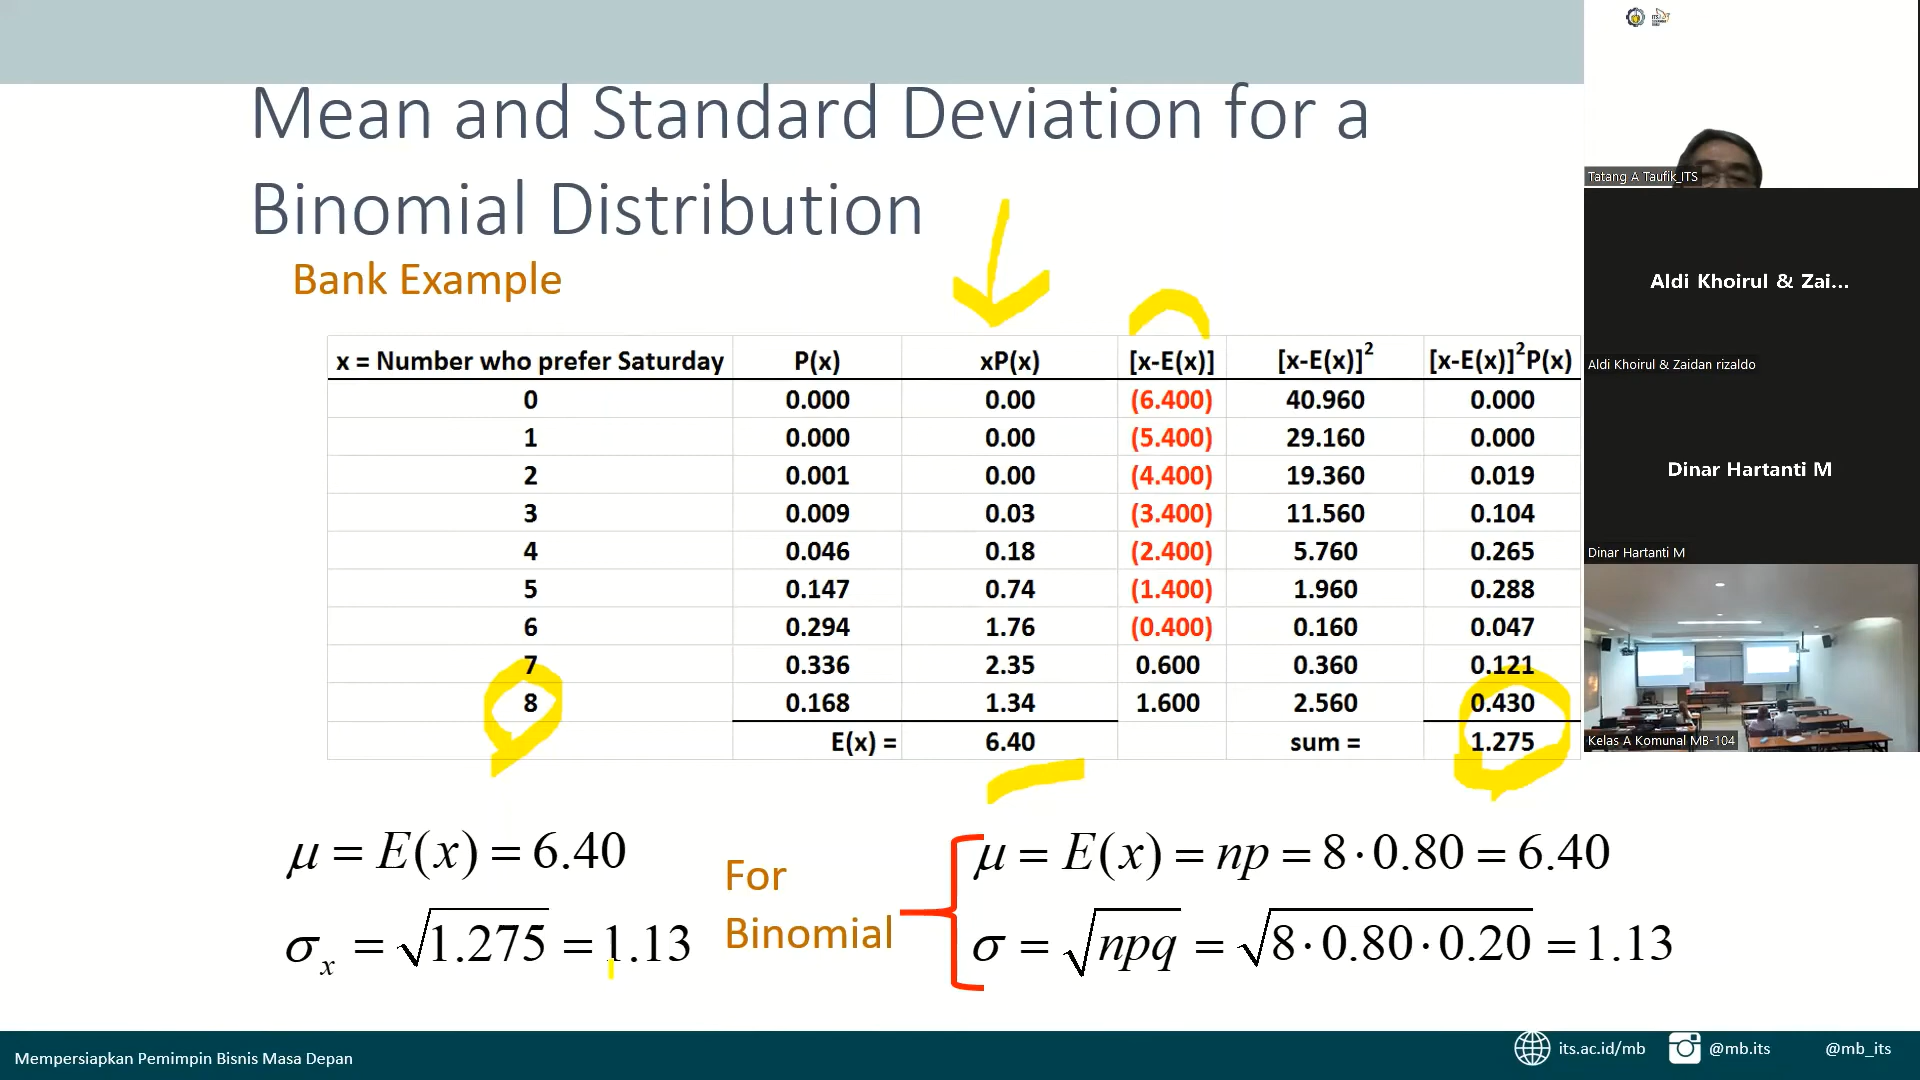 Mean and Standard Deviation for a
Binomial Distribution
Bank Example
x = Number who prefer Saturday P(x) xP(x) [x-E(x)] [x-E(x)]² [x-E(x)]²P(x)
0 0.000 0.00 (6.400) 40.960 0.000
1 0.000 0.00 (5.400) 29.160 0.000
2 0.001 0.00 (4.400) 19.360 0.019
3 0.009 0.03 (3.400) 11.560 0.104
4 0.046 0.18 (2.400) 5.760 0.265
5 0.147 0.74 (1.400) 1.960 0.288
6 0.294 1.76 (0.400) 0.160 0.047
7 0.336 2.35 0.600 0.360 0.121
8 0.168 1.34 1.600 2.560 0.430
E(x) = 6.40 sum = 1.275
μ = E(x) = 6.40
σx = √1.275 = 1.13
For
Binomial
μ = E(x) = np = 8·0.80 = 6.40
σ = √npq = √8·0.80·0.20 = 1.13
Mempersiapkan Pemimpin Bisnis Masa Depan
its.ac.id/mb
@mb.its
@mb_its
Tatang A Taufik_ITS
Aldi Khoirul & Zai...
Aldi Khoirul & Zaidan rizaldo
Dinar Hartanti M
Dinar Hartanti M
Kelas A Komunal MB-104